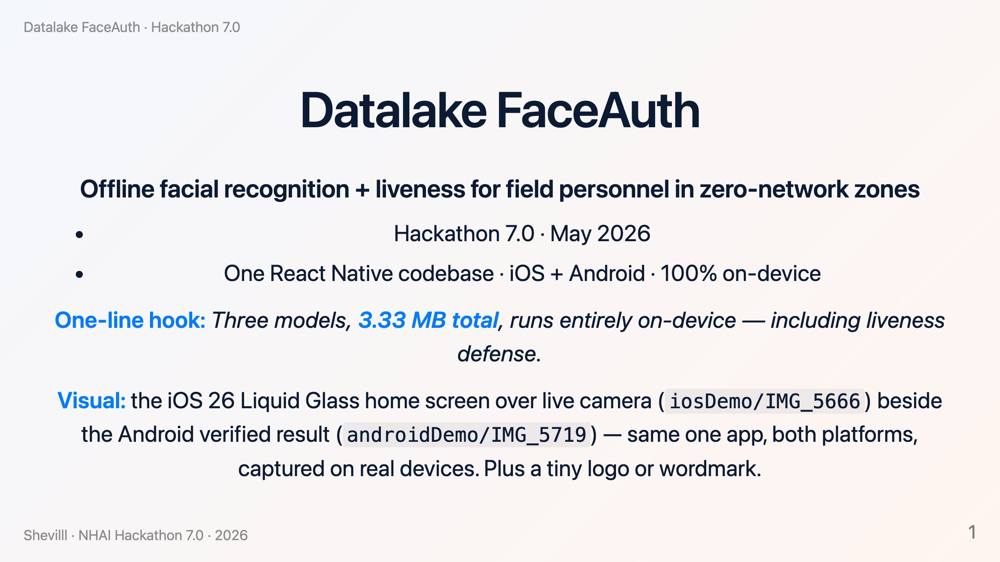 Datalake FaceAuth · Hackathon 7.0
Datalake FaceAuth
Offline facial recognition + liveness for field personnel in zero-network zones
• Hackathon 7.0 · May 2026
• One React Native codebase · iOS + Android · 100% on-device
One-line hook: Three models, 3.33 MB total, runs entirely on-device — including liveness
defense.
Visual: the iOS 26 Liquid Glass home screen over live camera (iosDemo/IMG_5666) beside
the Android verified result (androidDemo/IMG_5719) — same one app, both platforms,
captured on real devices. Plus a tiny logo or wordmark.
Shevilll · NHAI Hackathon 7.0 · 2026
1